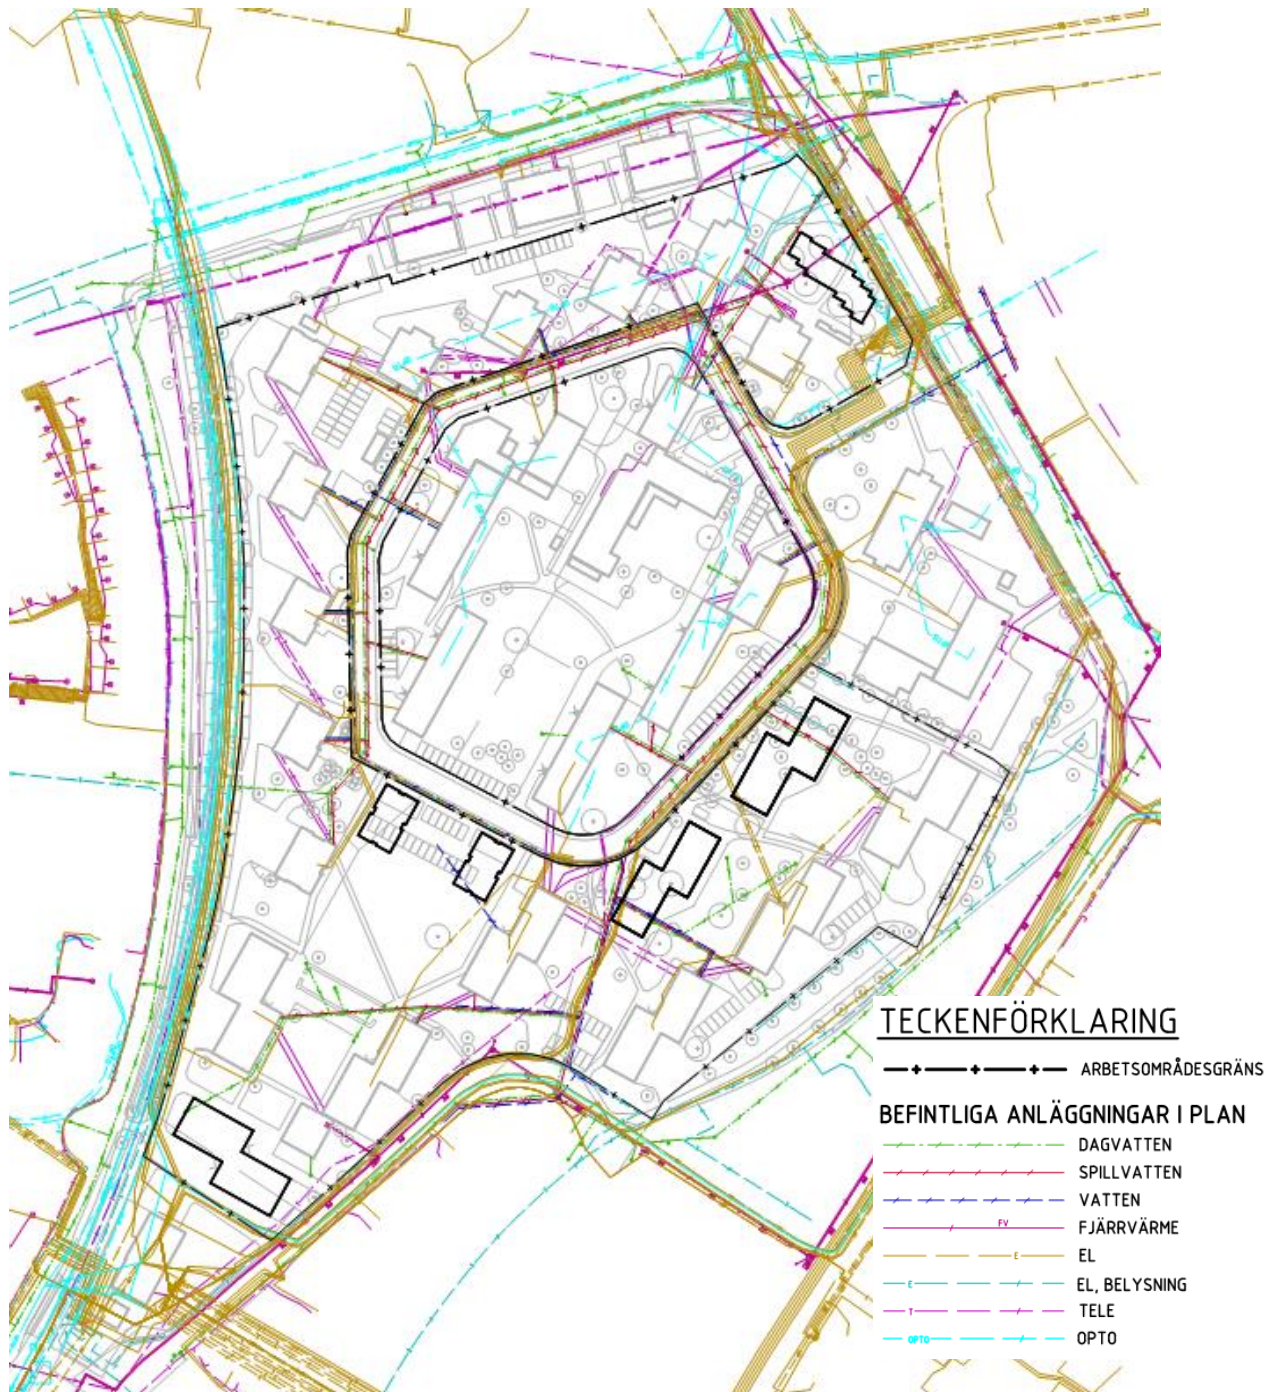 TECKENFÖRKLARING
ARBETSOMRÅDESGRÄNS
BEFINTLIGA ANLÄGGNINGAR I PLAN
DAGVATTEN
SPILLVATTEN
VATTEN
FV FJÄRRVÄRME
E EL
E EL, BELYSNING
T TELE
OPTO OPTO